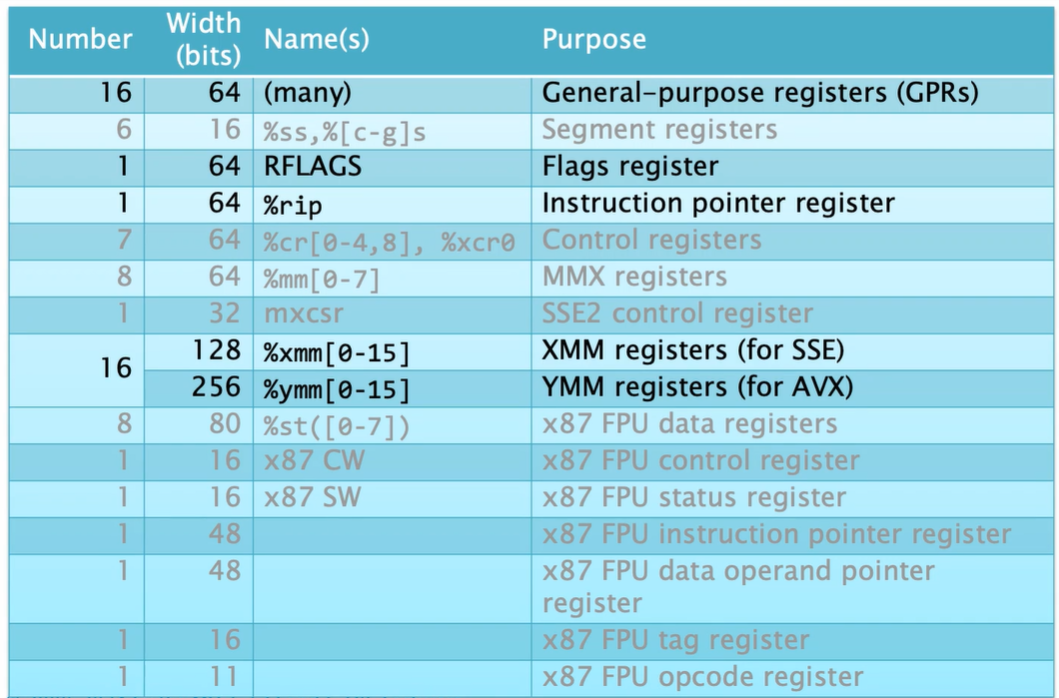 Number Width (bits) Name(s) Purpose
16 64 (many) General-purpose registers (GPRs)
6 16 %ss,%[c-g]s Segment registers
1 64 RFLAGS Flags register
1 64 %rip Instruction pointer register
7 64 %cr[0-4,8], %xcr0 Control registers
8 64 %mm[0-7] MMX registers
1 32 mxcsr SSE2 control register
16 128 %xmm[0-15] XMM registers (for SSE)
256 %ymm[0-15] YMM registers (for AVX)
8 80 %st([0-7]) x87 FPU data registers
1 16 x87 CW x87 FPU control register
1 16 x87 SW x87 FPU status register
1 48 x87 FPU instruction pointer register
1 48 x87 FPU data operand pointer
register
1 16 x87 FPU tag register
1 11 x87 FPU opcode register